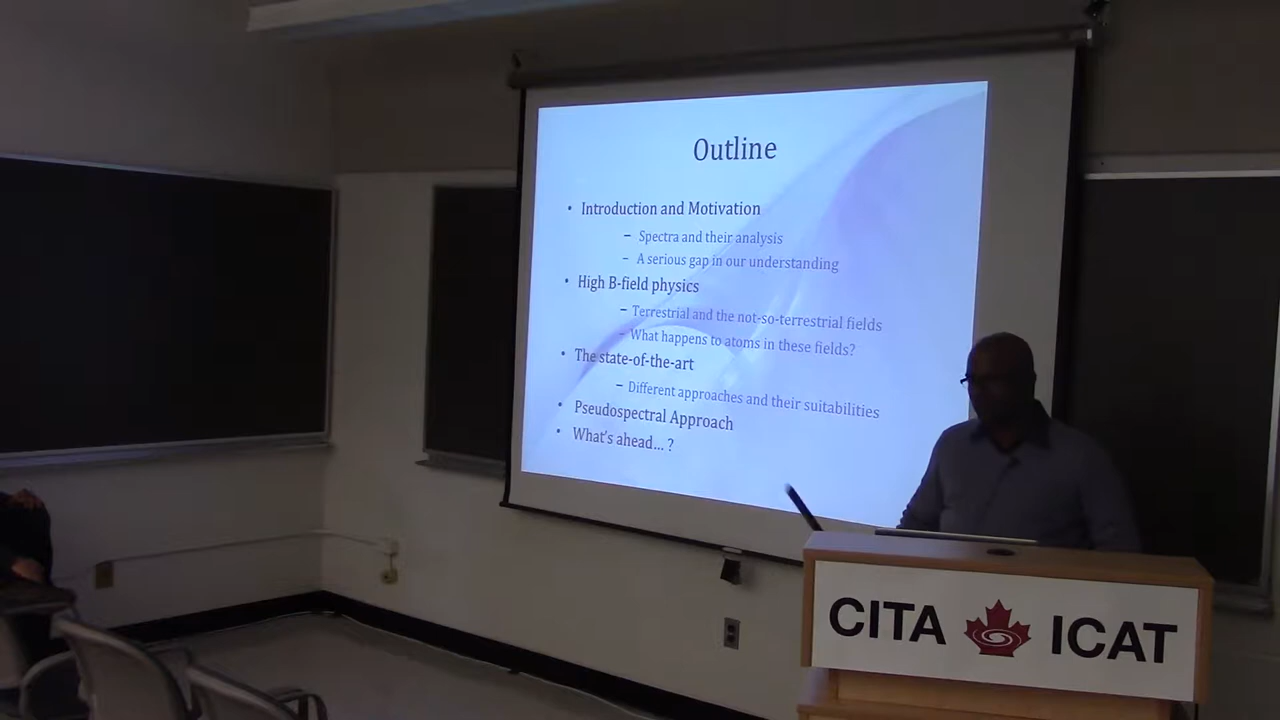 Outline
• Introduction and Motivation
– Spectra and their analysis
– A serious gap in our understanding
• High B-field physics
– Terrestrial and the not-so-terrestrial fields
– What happens to atoms in these fields?
• The state-of-the-art
– Different approaches and their suitabilities
• Pseudospectral Approach
• What's ahead... ?
CITA ICAT